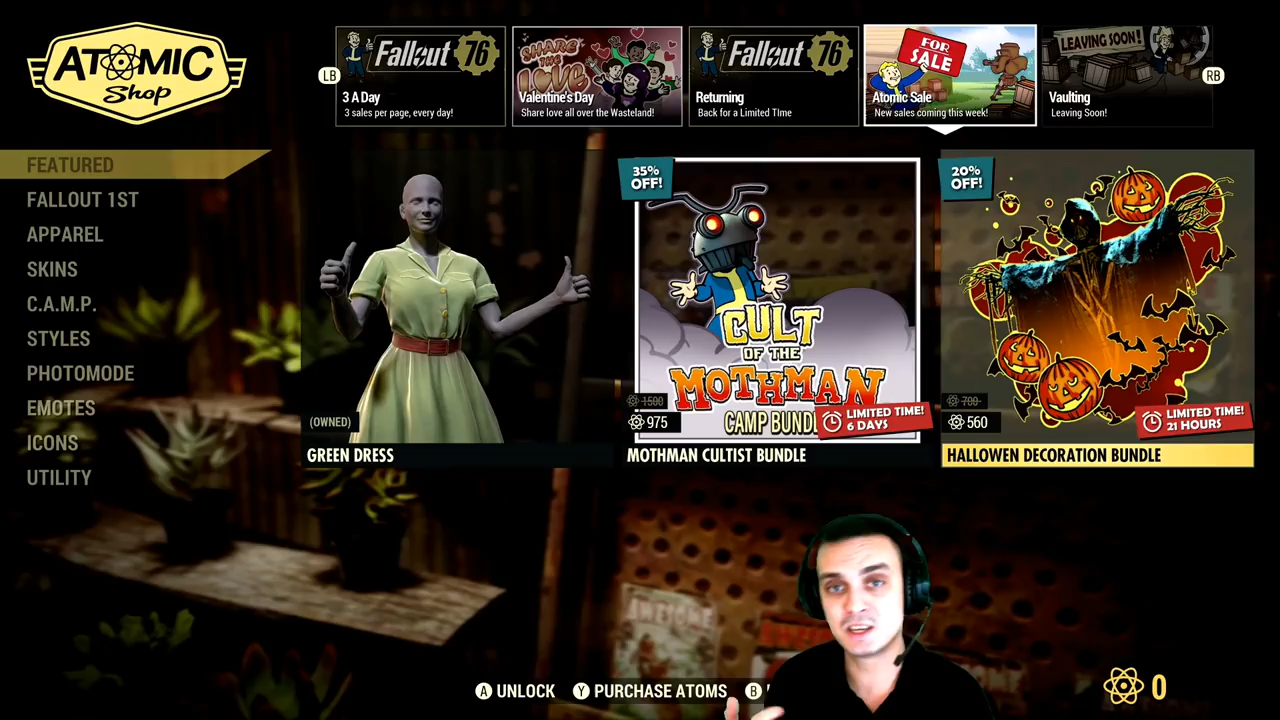 ATOMIC
Shop
LB
Fallout 76
3 A Day
3 sales per page, every day!
SHARE
THE
LOVE
Valentine's Day
Share love all over the Wasteland!
Fallout 76
Returning
Back for a Limited TIme
FOR
SALE
Atomic Sale
New sales coming this week!
LEAVING SOON!
Vaulting
Leaving Soon!
RB
FEATURED
FALLOUT 1ST
APPAREL
SKINS
C.A.M.P.
STYLES
PHOTOMODE
EMOTES
ICONS
UTILITY
(OWNED)
GREEN DRESS
35%
OFF!
CULT
OF THE
MOTHMAN
CAMP BUNDL
1500
975
LIMITED TIME!
6 DAYS
MOTHMAN CULTIST BUNDLE
20%
OFF!
700
560
LIMITED TIME!
21 HOURS
HALLOWEN DECORATION BUNDLE
AWESOME
A UNLOCK
Y PURCHASE ATOMS
B
0